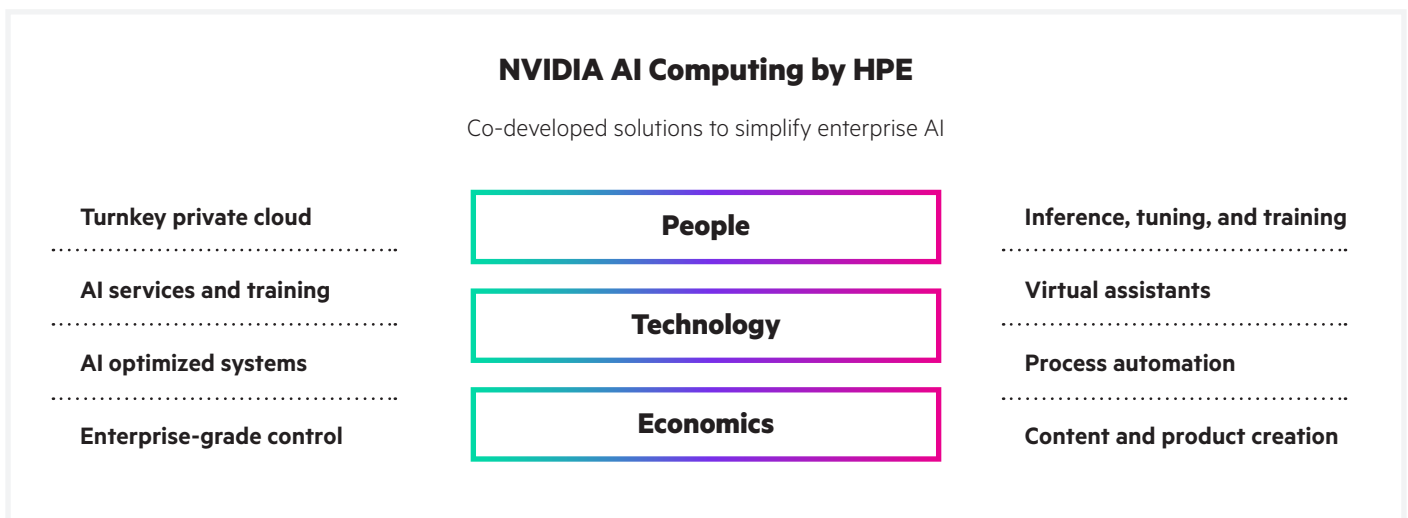 NVIDIA AI Computing by HPE
Co-developed solutions to simplify enterprise AI
Turnkey private cloud
AI services and training
AI optimized systems
Enterprise-grade control
People
Technology
Economics
Inference, tuning, and training
Virtual assistants
Process automation
Content and product creation